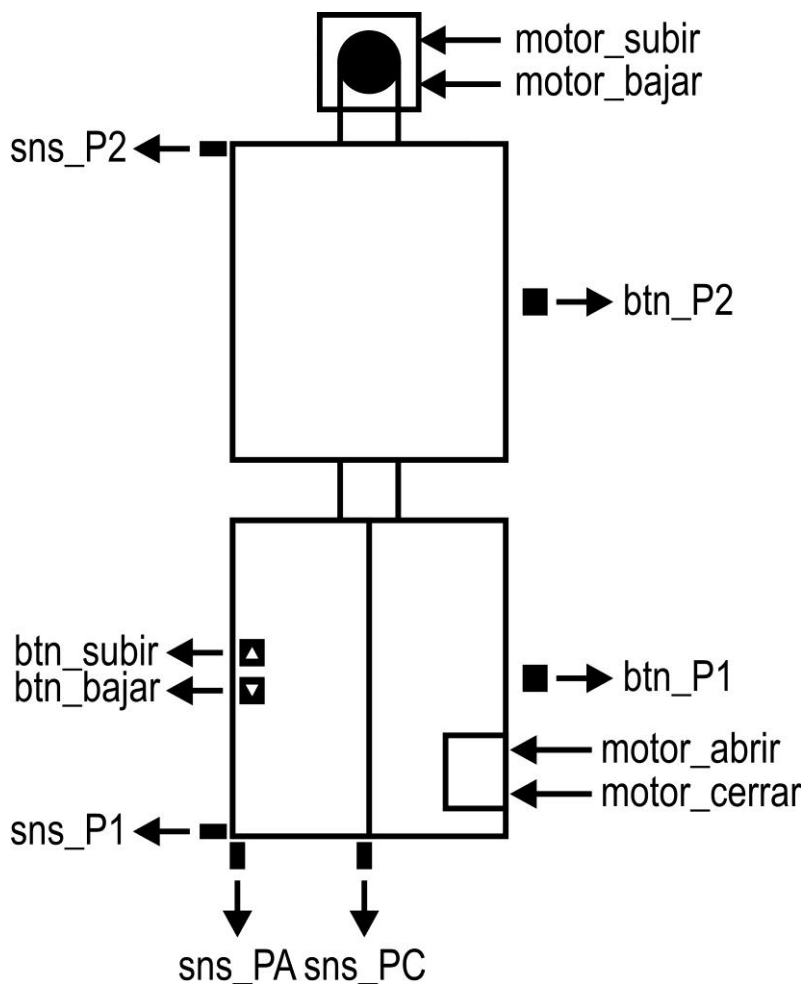 motor_subir
motor_bajar
sns_P2
btn_P2
btn_subir
btn_bajar
btn_P1
motor_abrir
motor_cerrar
sns_P1
sns_PA sns_PC